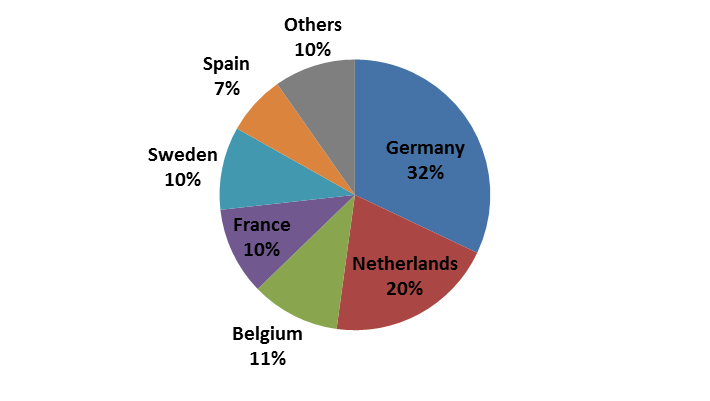 Others
10%
Spain
7%
Germany
32%
Sweden
10%
France
10%
Netherlands
20%
Belgium
11%